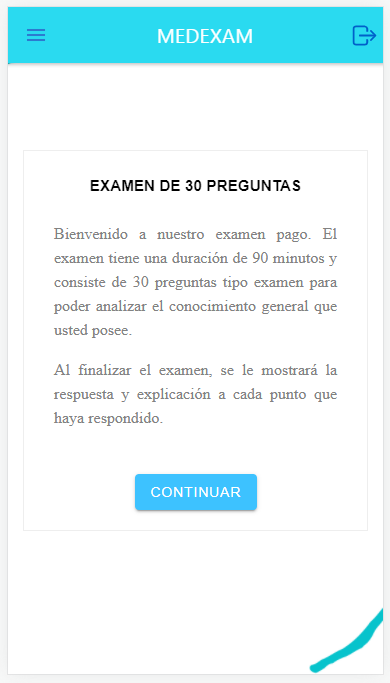 MEDEXAM
EXAMEN DE 30 PREGUNTAS
Bienvenido a nuestro examen pago. El
examen tiene una duración de 90 minutos y
consiste de 30 preguntas tipo examen para
poder analizar el conocimiento general que
usted posee.
Al finalizar el examen, se le mostrará la
respuesta y explicación a cada punto que
haya respondido.
CONTINUAR